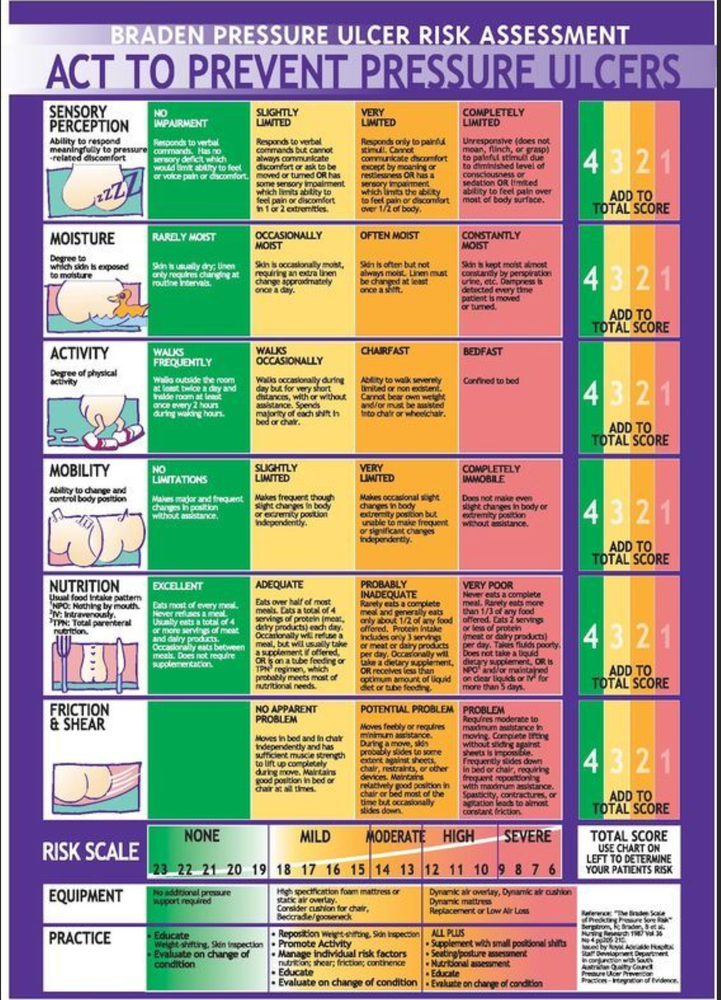 BRADEN PRESSURE ULCER RISK ASSESSMENT
ACT TO PREVENT PRESSURE ULCERS
SENSORY
PERCEPTION
Ability to respond
meaningfully to pressure
-related discomfort
zzzzZ
NO
IMPAIRMENT
Responds to verbal
commands. Has no
sensory deficit which
would limit ability to feel
or voice pain or discomfort.
SLIGHTLY
LIMITED
Responds to verbal
commands but cannot
always communicate
discomfort or ask to be
moved or turned OR has
some sensory impairment
which limits ability to
feel pain or discomfort
in 1 or 2 extremities.
VERY
LIMITED
Responds only to painful
stimuli. Cannot
communicate discomfort
except by moaning or
restlessness OR has a
sensory impairment
which limits the ability
to feel pain or discomfort
over 1/2 of body.
COMPLETELY
LIMITED
Unresponsive (does not
moan, flinch, or grasp)
to painful stimuli due
to diminished level of
consciousness or
sedation OR limited
ability to feel pain over
most of body surface.
4 3 2 1
ADD TO
TOTAL SCORE
MOISTURE
Degree to
which skin is exposed
to moisture
RARELY MOIST
Skin is usually dry; linen
only requires changing at
routine intervals.
OCCASIONALLY
MOIST
Skin is occasionally moist,
requiring an extra linen
change approximately
once a day.
OFTEN MOIST
Skin is often but not
always moist. Linen must
be changed at least
once a shift.
CONSTANTLY
MOIST
Skin is kept moist almost
constantly by perspiration
urine, etc. Dampness is
detected every time
patient is moved
or turned.
4 3 2 1
ADD TO
TOTAL SCORE
ACTIVITY
Degree of physical
activity
WALKS
FREQUENTLY
Walks outside the room
at least twice a day and
inside room at least
once every 2 hours
during waking hours.
WALKS
OCCASIONALLY
Walks occasionally during
day but for very short
distances, with or without
assistance. Spends
majority of each shift in
bed or chair.
CHAIRFAST
Ability to walk severely
limited or non existent.
Cannot bear own weight
and/or must be assisted
into chair or wheelchair.
BEDFAST
Confined to bed
4 3 2 1
ADD TO
TOTAL SCORE
MOBILITY
Ability to change and
control body position
NO
LIMITATIONS
Makes major and frequent
changes in position
without assistance.
SLIGHTLY
LIMITED
Makes frequent though
slight changes in body
or extremity position
independently.
VERY
LIMITED
Makes occasional slight
changes in body
extremity position but
unable to make frequent
or significant changes
independently.
COMPLETELY
IMMOBILE
Does not make even
slight changes in body or
extremity position
without assistance.
4 3 2 1
ADD TO
TOTAL SCORE
NUTRITION
Usual food intake pattern
¹NPO: Nothing by mouth.
²IV: Intravenously.
³TPN: Total parenteral
nutrition.
EXCELLENT
Eats most of every meal.
Never refuses a meal.
Usually eats a total of 4
or more servings of meat
and dairy products.
Occasionally eats between
meals. Does not require
supplementation.
ADEQUATE
Eats over half of most
meals. Eats a total of 4
servings of protein (meat,
dairy products) each day.
Occasionally will refuse a
meal, but will usually take
a supplement if offered,
OR is on a tube feeding or
TPN³ regimen, which
probably meets most of
nutritional needs.
PROBABLY
INADEQUATE
Rarely eats a complete
meal and generally eats
only about 1/2 of any food
offered. Protein intake
includes only 3 servings
or meat or dairy products
per day. Occasionally will
take a dietary supplement,
OR receives less than
optimum amount of liquid
diet or tube feeding.
VERY POOR
Never eats a complete
meal. Rarely eats more
than 1/3 of any food
offered. Eats 2 servings
or less of protein
(meat or dairy products)
per day. Takes fluids poorly.
Does not take a liquid
dietary supplement, OR is
NPO¹ and/or maintained
on clear liquids or IV² for
more than 5 days.
4 3 2 1
ADD TO
TOTAL SCORE
FRICTION
& SHEAR
NO APPARENT
PROBLEM
Moves in bed and in chair
independently and has
sufficient muscle strength
to lift up completely
during move. Maintains
good position in bed or
chair at all times.
POTENTIAL PROBLEM
Moves feebly or requires
minimum assistance.
During a move, skin
probably slides to some
extent against sheets,
chair, restraints, or other
devices. Maintains
relatively good position in
chair or bed most of the
time but occasionally
slides down.
PROBLEM
Requires moderate to
maximum assistance in
moving. Complete lifting
without sliding against
sheets is impossible.
Frequently slides down
in bed or chair, requiring
frequent repositioning
with maximum assistance.
Spasticity, contractures, or
agitation leads to almost
constant friction.
4 3 2 1
ADD TO
TOTAL SCORE
RISK SCALE
NONE MILD MODERATE HIGH SEVERE
23 22 21 20 19 18 17 16 15 14 13 12 11 10 9 8 7 6
TOTAL SCORE
USE CHART ON
LEFT TO DETERMINE
YOUR PATIENTS RISK
EQUIPMENT
No additional pressure
support required
High specification foam mattress or
static air overlay.
Consider cushion for chair,
Bedcradle/gooseneck
Dynamic air overlay, Dynamic air cushion
Dynamic mattress
Replacement or Low Air Loss
PRACTICE
• Educate
Weight-shifting, Skin inspection
• Evaluate on change of
condition
• Reposition Weight-shifting, Skin inspection
• Promote Activity
• Manage individual risk factors
nutrition; shear; friction; continence
• Educate
• Evaluate on change of condition
ALL PLUS
• Supplement with small positional shifts
• Seating/posture assessment
• Nutritional assessment
• Educate
• Evaluate on change of condition
Reference: "The Braden Scale
of Predicting Pressure Sore Risk"
Bergstrom, N; Braden, B et al.
Nursing Research 1987 Vol 36
No 4 pp205-210.
Issued by Royal Adelaide Hospital
Staff Development Department
in conjunction with South
Australian Quality Council
Pressure Ulcer Prevention
Practices - Integration of Evidence.